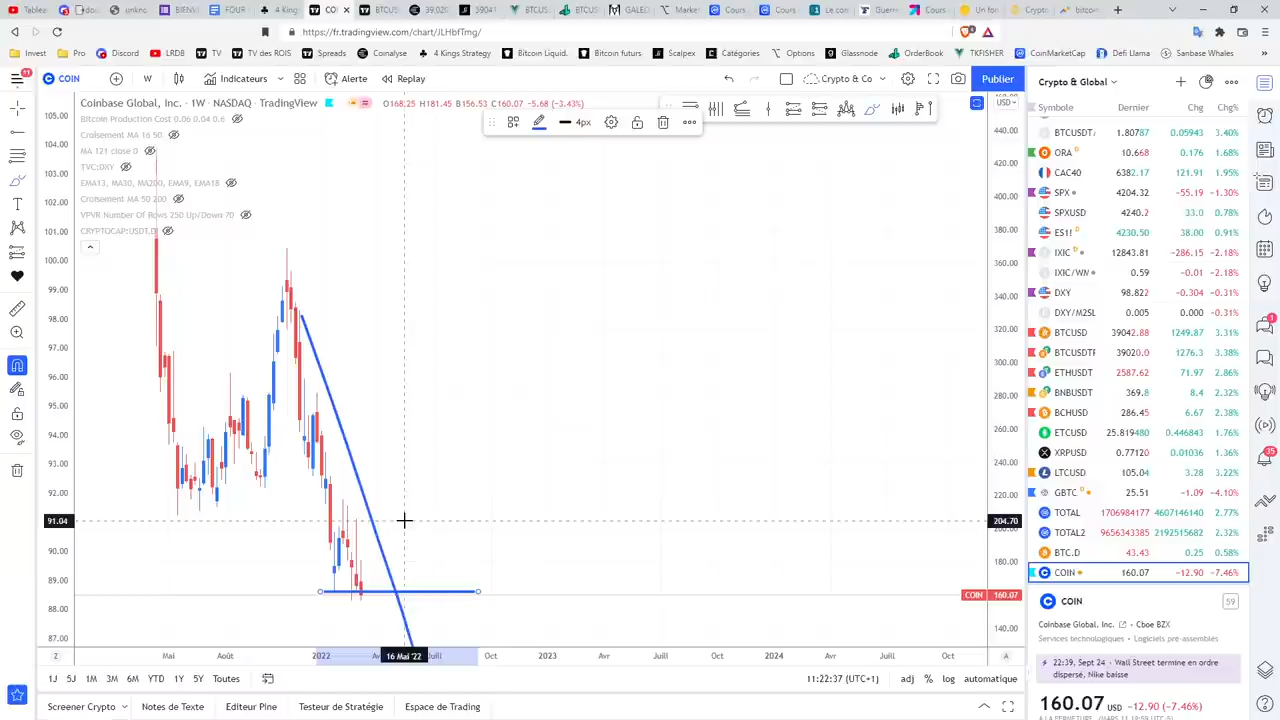 Tableau
unkno
BIENV
FOUR
4 King
CO
BTCUS
39042.
3904
BTCUS
BTCUS
GALEO
Market
Cours
Cours
Le.com
Guerr
Cours
Un fon
Crypto
bitcoin
https://fr.tradingview.com/chart/JLHbfTmg/
Invest
Pro
Discord
LRDB
TV
TV des ROIS
Spreads
Coinalyse
4 Kings Strategy
Bitcoin Liquid.
Bitcoin futurs
Scalpex
Catégories
Options
Glassnode
OrderBook
TKFISHER
CoinMarketCap
Defi Llama
Sanbase Whales
11
COIN
W
Indicateurs
Alerte
Replay
Crypto & Co
Publier
Crypto & Global
Coinbase Global, Inc. · 1W · NASDAQ · TradingView
O168.25 H181.45 B156.53 C160.07 -5.68 (-3.43%)
USD
Bitcoin Production Cost 0.06 0.04 0.6
4px
Croisement MA 16 50
MA 121 close 0
TVC:DXY
EMA13, MA30, MA200, EMA9, EMA18
Croisement MA 50 200
VPVR Number Of Rows 250 Up/Down 70
CRYPTOCAP:USDT.D
105.00
104.00
103.00
102.00
101.00
100.00
99.00
98.00
97.00
96.00
95.00
94.00
93.00
92.00
91.04
90.00
89.00
88.00
87.00
440.00
420.00
400.00
380.00
360.00
340.00
320.00
300.00
280.00
260.00
240.00
220.00
204.70
200.00
180.00
COIN 160.07
140.00
Z
Mai
Août
2022
16 Mai '22
Juill
Oct
2023
Avr
Juill
Oct
2024
Avr
Juill
Oct
A
1J 5J 1M 3M 6M YTD 1Y 5Y Toutes
11:22:37 (UTC+1)
adj % log automatique
Screener Crypto
Notes de Texte
Editeur Pine
Testeur de Stratégie
Espace de Trading
Symbole Dernier Chg Chg%
BTCUSDT/ 1.80787 0.05943 3.40%
ORA D 10.668 0.176 1.68%
CAC40 6382.17 121.91 1.95%
SPX 4204.32 -55.19 -1.30%
SPXUSD 4240.2 33.0 0.78%
ES1! D 4230.50 38.00 0.91%
IXIC D 12843.81 -286.15 -2.18%
IXIC/WM 0.59 -0.01 -2.18%
DXY 98.822 -0.304 -0.31%
DXY/M2SL 0.005 0.000 -0.31%
BTCUSD 39042.88 1249.87 3.31%
BTCUSDTF 39020.0 1276.3 3.38%
ETHUSDT 2587.62 71.97 2.86%
BNBUSDT 369.8 8.4 2.32%
BCHUSD 286.45 6.67 2.38%
ETCUSD 25.819480 0.446843 1.76%
XRPUSD 0.77120 0.01036 1.36%
LTCUSD 105.04 3.28 3.22%
GBTC D 25.51 -1.09 -4.10%
TOTAL 1706984177 4607146140 2.77%
TOTAL2 9656343385 2192515682 2.32%
BTC.D 43.43 0.25 0.58%
COIN 160.07 -12.90 -7.46%
COIN
59
Coinbase Global, Inc. · Cboe BZX
Services technologiques · Logiciels pré-assemblés
22:39, Sept 24 · Wall Street termine en ordre
dispersé, Nike baisse
160.07 USD -12.90 (-7.46%)
1
35